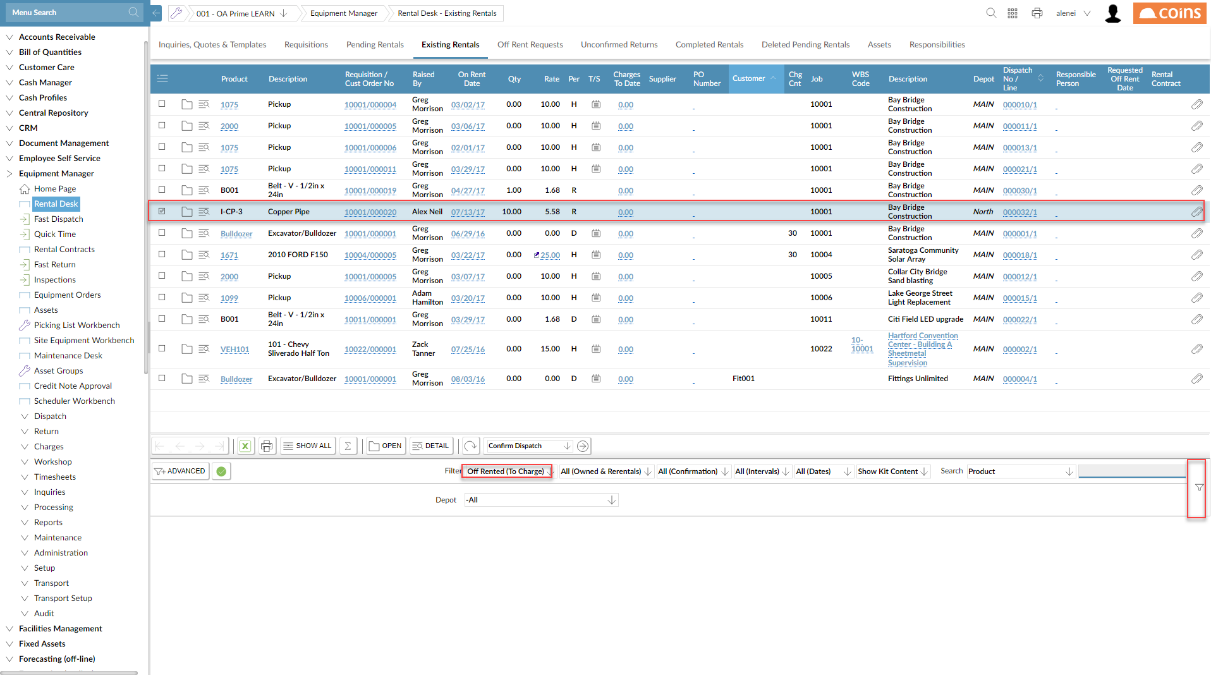 Menu Search
001 - OA Prime LEARN
Equipment Manager
Rental Desk - Existing Rentals
alenei
coins
Inquiries, Quotes & Templates
Requisitions
Pending Rentals
Existing Rentals
Off Rent Requests
Unconfirmed Returns
Completed Rentals
Deleted Pending Rentals
Assets
Responsibilities
Accounts Receivable
Bill of Quantities
Customer Care
Cash Manager
Cash Profiles
Central Repository
CRM
Document Management
Employee Self Service
Equipment Manager
Home Page
Rental Desk
Fast Dispatch
Quick Time
Rental Contracts
Fast Return
Inspections
Equipment Orders
Assets
Picking List Workbench
Site Equipment Workbench
Maintenance Desk
Asset Groups
Credit Note Approval
Scheduler Workbench
Dispatch
Return
Charges
Workshop
Timesheets
Inquiries
Processing
Reports
Maintenance
Administration
Setup
Transport
Transport Setup
Audit
Facilities Management
Fixed Assets
Forecasting (off-line)
Product Description Requisition / Cust Order No Raised By On Rent Date Qty Rate Per T/S Charges To Date Supplier PO Number Customer Chg Cnt Job WBS Code Description Depot Dispatch No / Line Responsible Person Requested Off Rent Date Rental Contract
1075 Pickup 10001/000004 Greg Morrison 03/02/17 0.00 10.00 H 0.00 - 10001 Bay Bridge Construction MAIN 000010/1 -
2000 Pickup 10001/000005 Greg Morrison 03/06/17 0.00 10.00 H 0.00 - 10001 Bay Bridge Construction MAIN 000011/1 -
1075 Pickup 10001/000006 Greg Morrison 02/01/17 0.00 10.00 H 0.00 - 10001 Bay Bridge Construction MAIN 000013/1 -
1075 Pickup 10001/000011 Greg Morrison 03/29/17 0.00 10.00 H 0.00 - 10001 Bay Bridge Construction MAIN 000021/1 -
B001 Belt - V - 1/2in x 24in 10001/000019 Greg Morrison 04/27/17 1.00 1.68 R 0.00 - 10001 Bay Bridge Construction MAIN 000030/1 -
I-CP-3 Copper Pipe 10001/000020 Alex Neil 07/13/17 10.00 5.58 R 0.00 - 10001 Bay Bridge Construction North 000032/1 -
Bulldozer Excavator/Bulldozer 10001/000001 Greg Morrison 06/29/16 0.00 0.00 D 0.00 - 30 10001 Bay Bridge Construction MAIN 000001/1 -
1671 2010 FORD F150 10004/000005 Greg Morrison 03/22/17 0.00 25.00 H 0.00 - 30 10004 Saratoga Community Solar Array MAIN 000018/1 -
2000 Pickup 10001/000005 Greg Morrison 03/07/17 0.00 10.00 H 0.00 - 10005 Collar City Bridge Sand blasting MAIN 000012/1 -
1099 Pickup 10006/000001 Adam Hamilton 03/20/17 0.00 10.00 H 0.00 - 10006 Lake George Street Light Replacement MAIN 000015/1 -
B001 Belt - V - 1/2in x 24in 10011/000001 Greg Morrison 03/29/17 0.00 1.68 D 0.00 - 10011 Citi Field LED upgrade MAIN 000022/1 -
VEH101 101 - Chevy Sliverado Half Ton 10022/000001 Zack Tanner 07/25/16 0.00 15.00 H 0.00 - 10022 10-10001 Hartford Convention Center - Building A Sheetmetal Supervision MAIN 000002/1 -
Bulldozer Excavator/Bulldozer 10001/000001 Greg Morrison 08/03/16 0.00 0.00 D 0.00 - Fit001 Fittings Unlimited MAIN 000004/1 -
SHOW ALL
OPEN
DETAIL
Confirm Dispatch
ADVANCED
Filter Off Rented (To Charge) All (Owned & Rerentals) All (Confirmation) All (Intervals) All (Dates) Show Kit Content Search Product
Depot -All